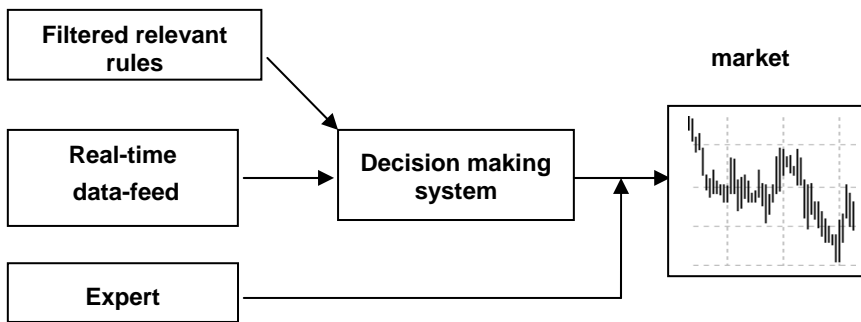 Filtered relevant
rules
market
Real-time
data-feed
Decision making
system
Expert